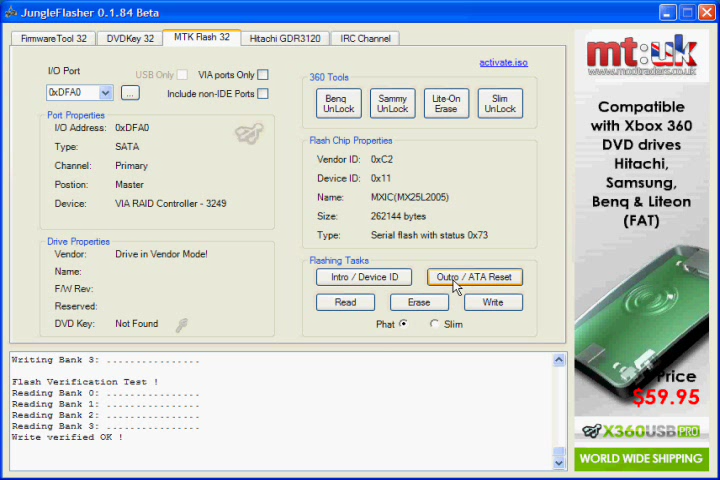 JungleFlasher 0.1.84 Beta
FirmwareTool 32
DVDKey 32
MTK Flash 32
Hitachi GDR3120
IRC Channel
I/O Port
USB Only
VIA ports Only
0xDFA0
...
Include non-IDE Ports
Port Properties
I/O Address: 0xDFA0
Type: SATA
Channel: Primary
Postion: Master
Device: VIA RAID Controller - 3249
Drive Properties
Vendor: Drive in Vendor Mode!
Name:
F/W Rev:
Reserved:
DVD Key: Not Found
activate.iso
360 Tools
Benq UnLock
Sammy UnLock
Lite-On Erase
Slim UnLock
Flash Chip Properties
Vendor ID: 0xC2
Device ID: 0x11
Name: MXIC(MX25L2005)
Size: 262144 bytes
Type: Serial flash with status 0x73
Flashing Tasks
Intro / Device ID
Outro / ATA Reset
Read
Erase
Write
Phat
Slim
Writing Bank 3: ................
Flash Verification Test !
Reading Bank 0: ................
Reading Bank 1: ................
Reading Bank 2: ................
Reading Bank 3: ................
Write verified OK !
mt:uk
www.modtraders.co.uk
Compatible
with Xbox 360
DVD drives
Hitachi,
Samsung,
Benq & Liteon
(FAT)
Price
$59.95
X360USB PRO
WORLD WIDE SHIPPING